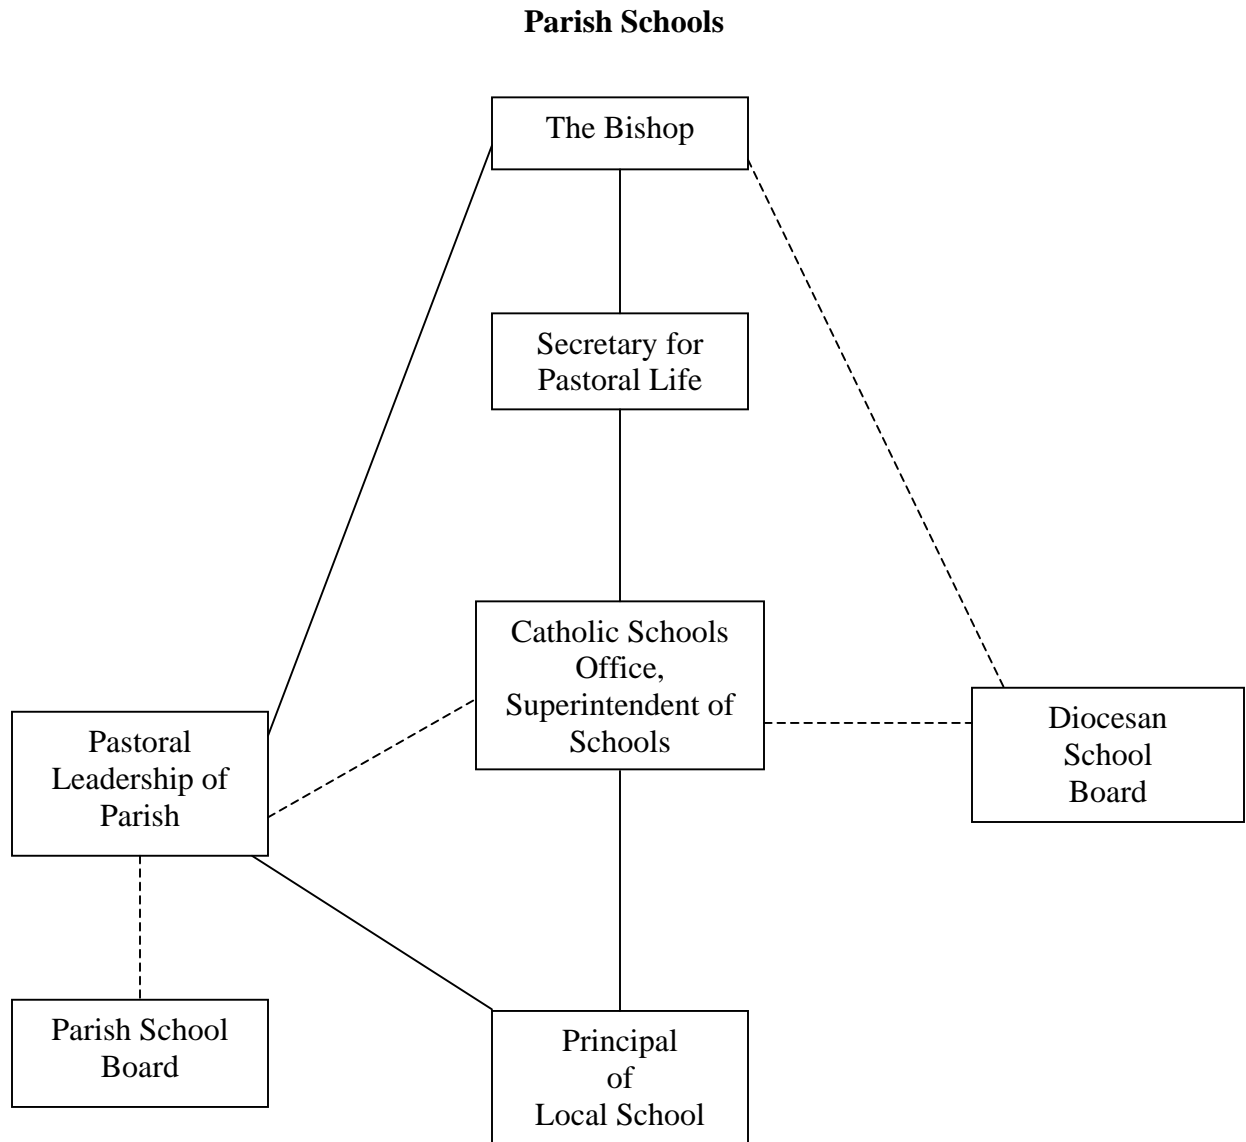 Parish Schools
The Bishop
Secretary for
Pastoral Life
Catholic Schools
Office,
Superintendent of
Schools
Pastoral
Leadership of
Parish
Diocesan
School
Board
Parish School
Board
Principal
of
Local School